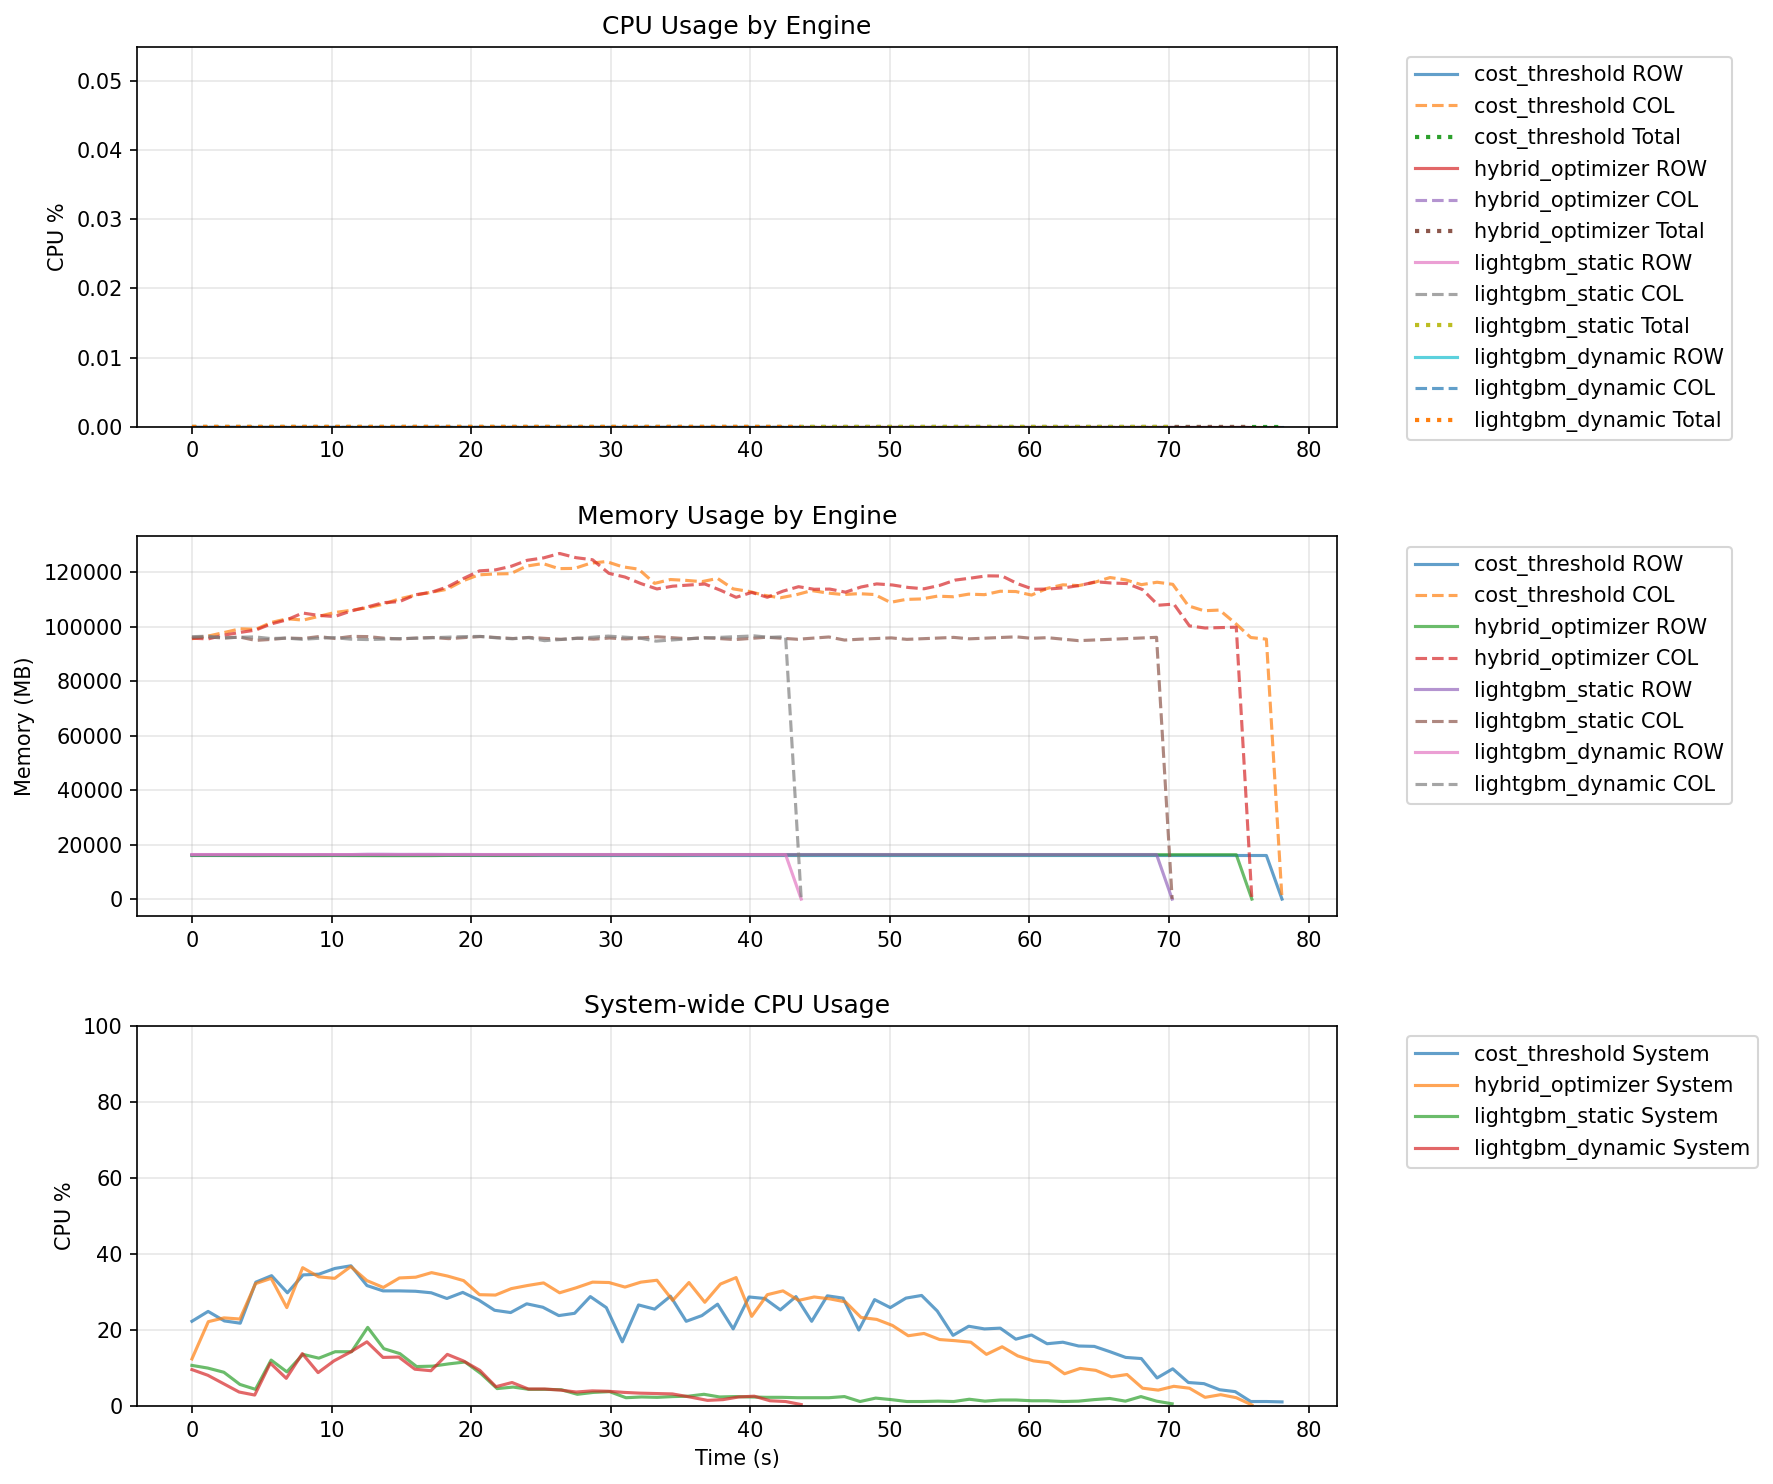 CPU Usage by Engine
CPU %
0.05
0.04
0.03
0.02
0.01
0.00
0 10 20 30 40 50 60 70 80
cost_threshold ROW
cost_threshold COL
cost_threshold Total
hybrid_optimizer ROW
hybrid_optimizer COL
hybrid_optimizer Total
lightgbm_static ROW
lightgbm_static COL
lightgbm_static Total
lightgbm_dynamic ROW
lightgbm_dynamic COL
lightgbm_dynamic Total
Memory Usage by Engine
Memory (MB)
120000
100000
80000
60000
40000
20000
0
0 10 20 30 40 50 60 70 80
cost_threshold ROW
cost_threshold COL
hybrid_optimizer ROW
hybrid_optimizer COL
lightgbm_static ROW
lightgbm_static COL
lightgbm_dynamic ROW
lightgbm_dynamic COL
System-wide CPU Usage
CPU %
100
80
60
40
20
0
0 10 20 30 40 50 60 70 80
Time (s)
cost_threshold System
hybrid_optimizer System
lightgbm_static System
lightgbm_dynamic System